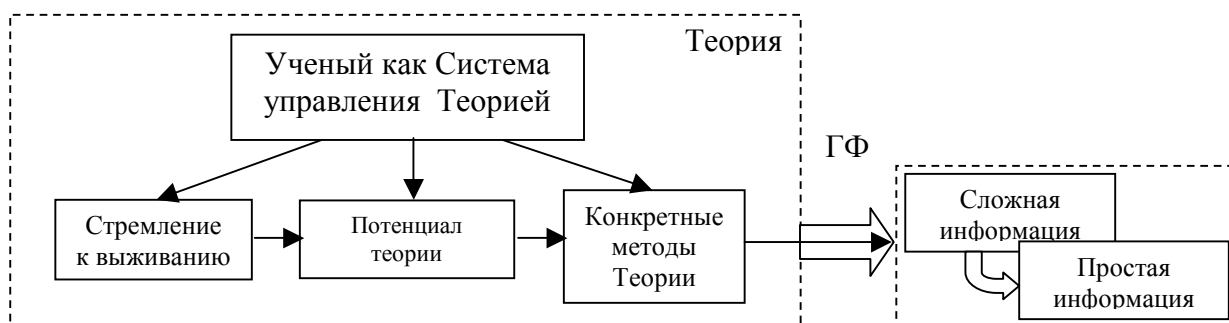 Теория
Ученый как Система
управления Теорией
ГФ
Стремление
к выживанию
Потенциал
теории
Конкретные
методы
Теории
Сложная
информация
Простая
информация